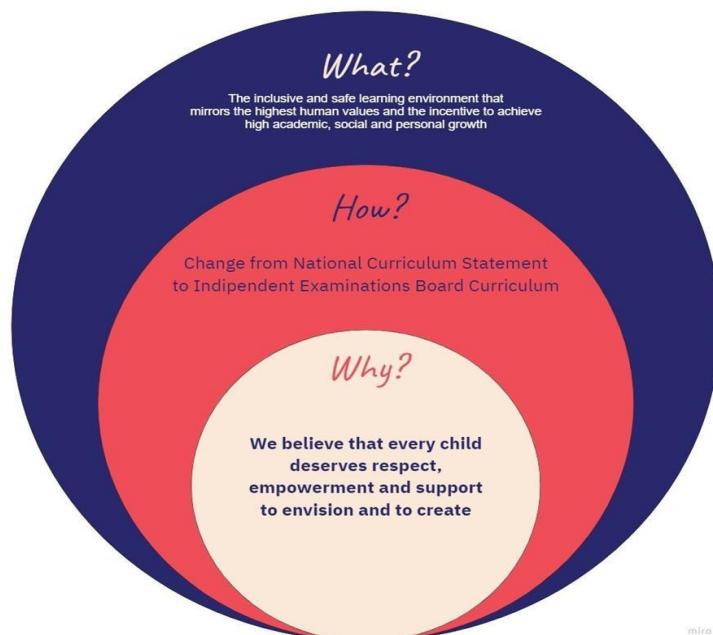 What?
The inclusive and safe learning environment that
mirrors the highest human values and the incentive to achieve
high academic, social and personal growth
How?
Change from National Curriculum Statement
to Indipendent Examinations Board Curriculum
Why?
We believe that every child
deserves respect,
empowerment and support
to envision and to create
miro